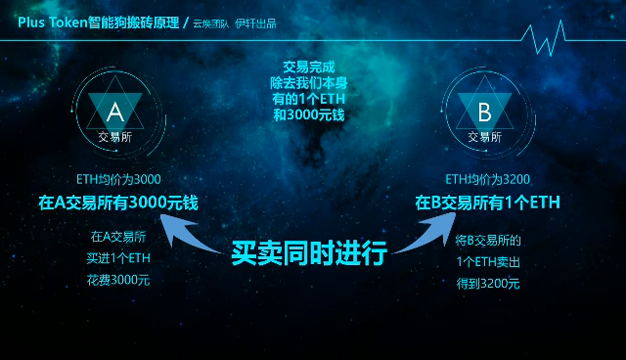 Plus Token智能狗搬砖原理 / 云焕团队 伊轩出品
交易完成
除去我们本身
有的1个ETH
和3000元钱
A
交易所
B
交易所
ETH均价为3000
在A交易所有3000元钱
在A交易所
买进1个ETH
花费3000元
买卖同时进行
ETH均价为3200
在B交易所有1个ETH
将B交易所的
1个ETH卖出
得到3200元